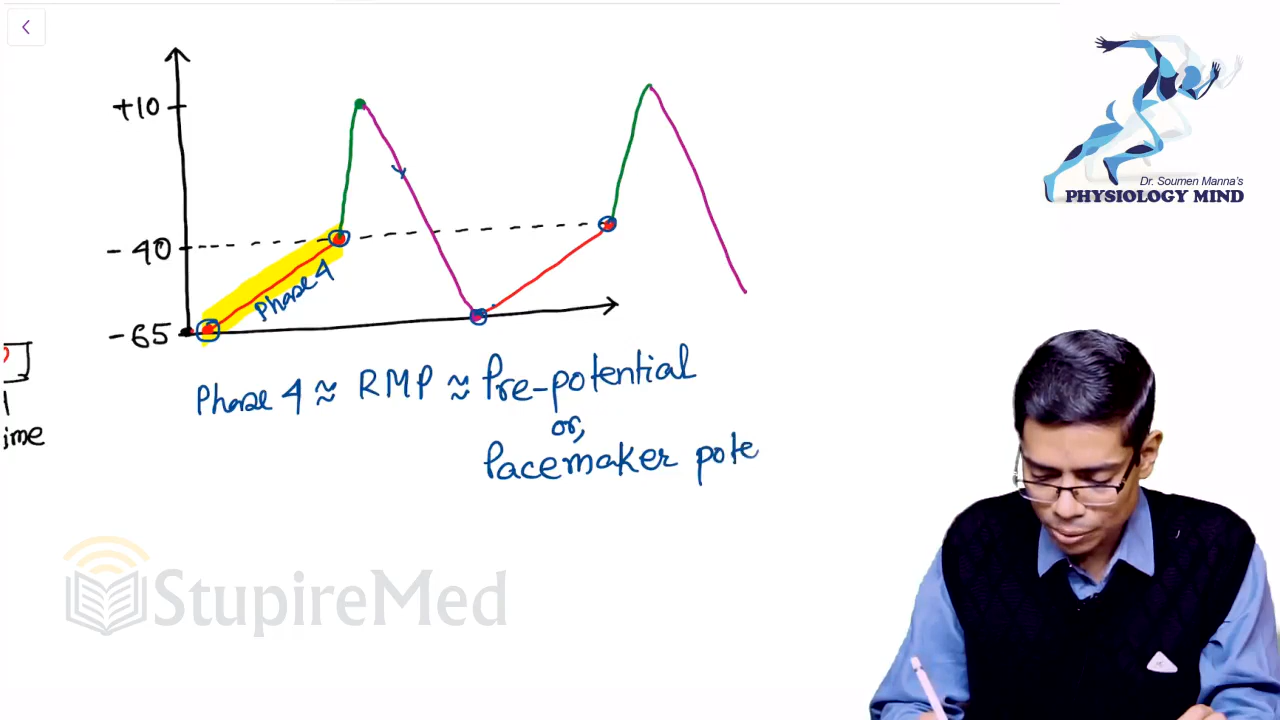 +10
-40
-65
Phase 4
ime
Phase 4 ≈ RMP ≈ Pre-potential
or,
Pacemaker pote
Dr. Soumen Manna's
PHYSIOLOGY MIND
StupireMed